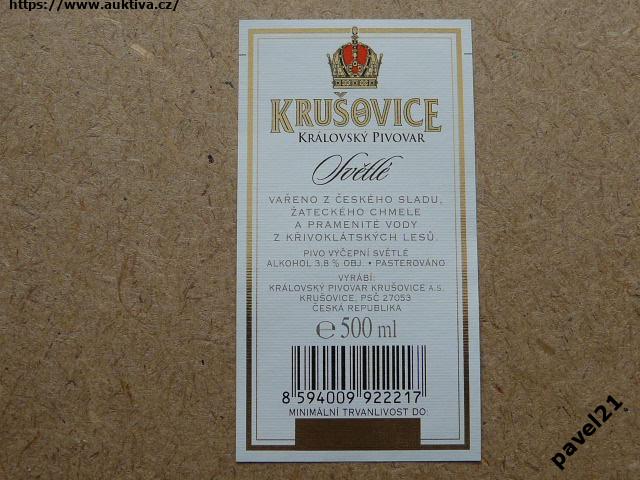 https://www.auktiva.cz/
KRUŠOVICE
KRÁLOVSKÝ PIVOVAR
Světlé
VAŘENO Z ČESKÉHO SLADU,
ŽATECKÉHO CHMELE
A PRAMENITÉ VODY
Z KŘIVOKLÁTSKÝCH LESŮ.
PIVO VÝČEPNÍ SVĚTLÉ
ALKOHOL 3,8 % OBJ. • PASTEROVÁNO
VYRÁBÍ:
KRÁLOVSKÝ PIVOVAR KRUŠOVICE A.S.
KRUŠOVICE, PSČ 27053
ČESKÁ REPUBLIKA
℮ 500 ml
8 594009 922217
MINIMÁLNÍ TRVANLIVOST DO:
pavel21